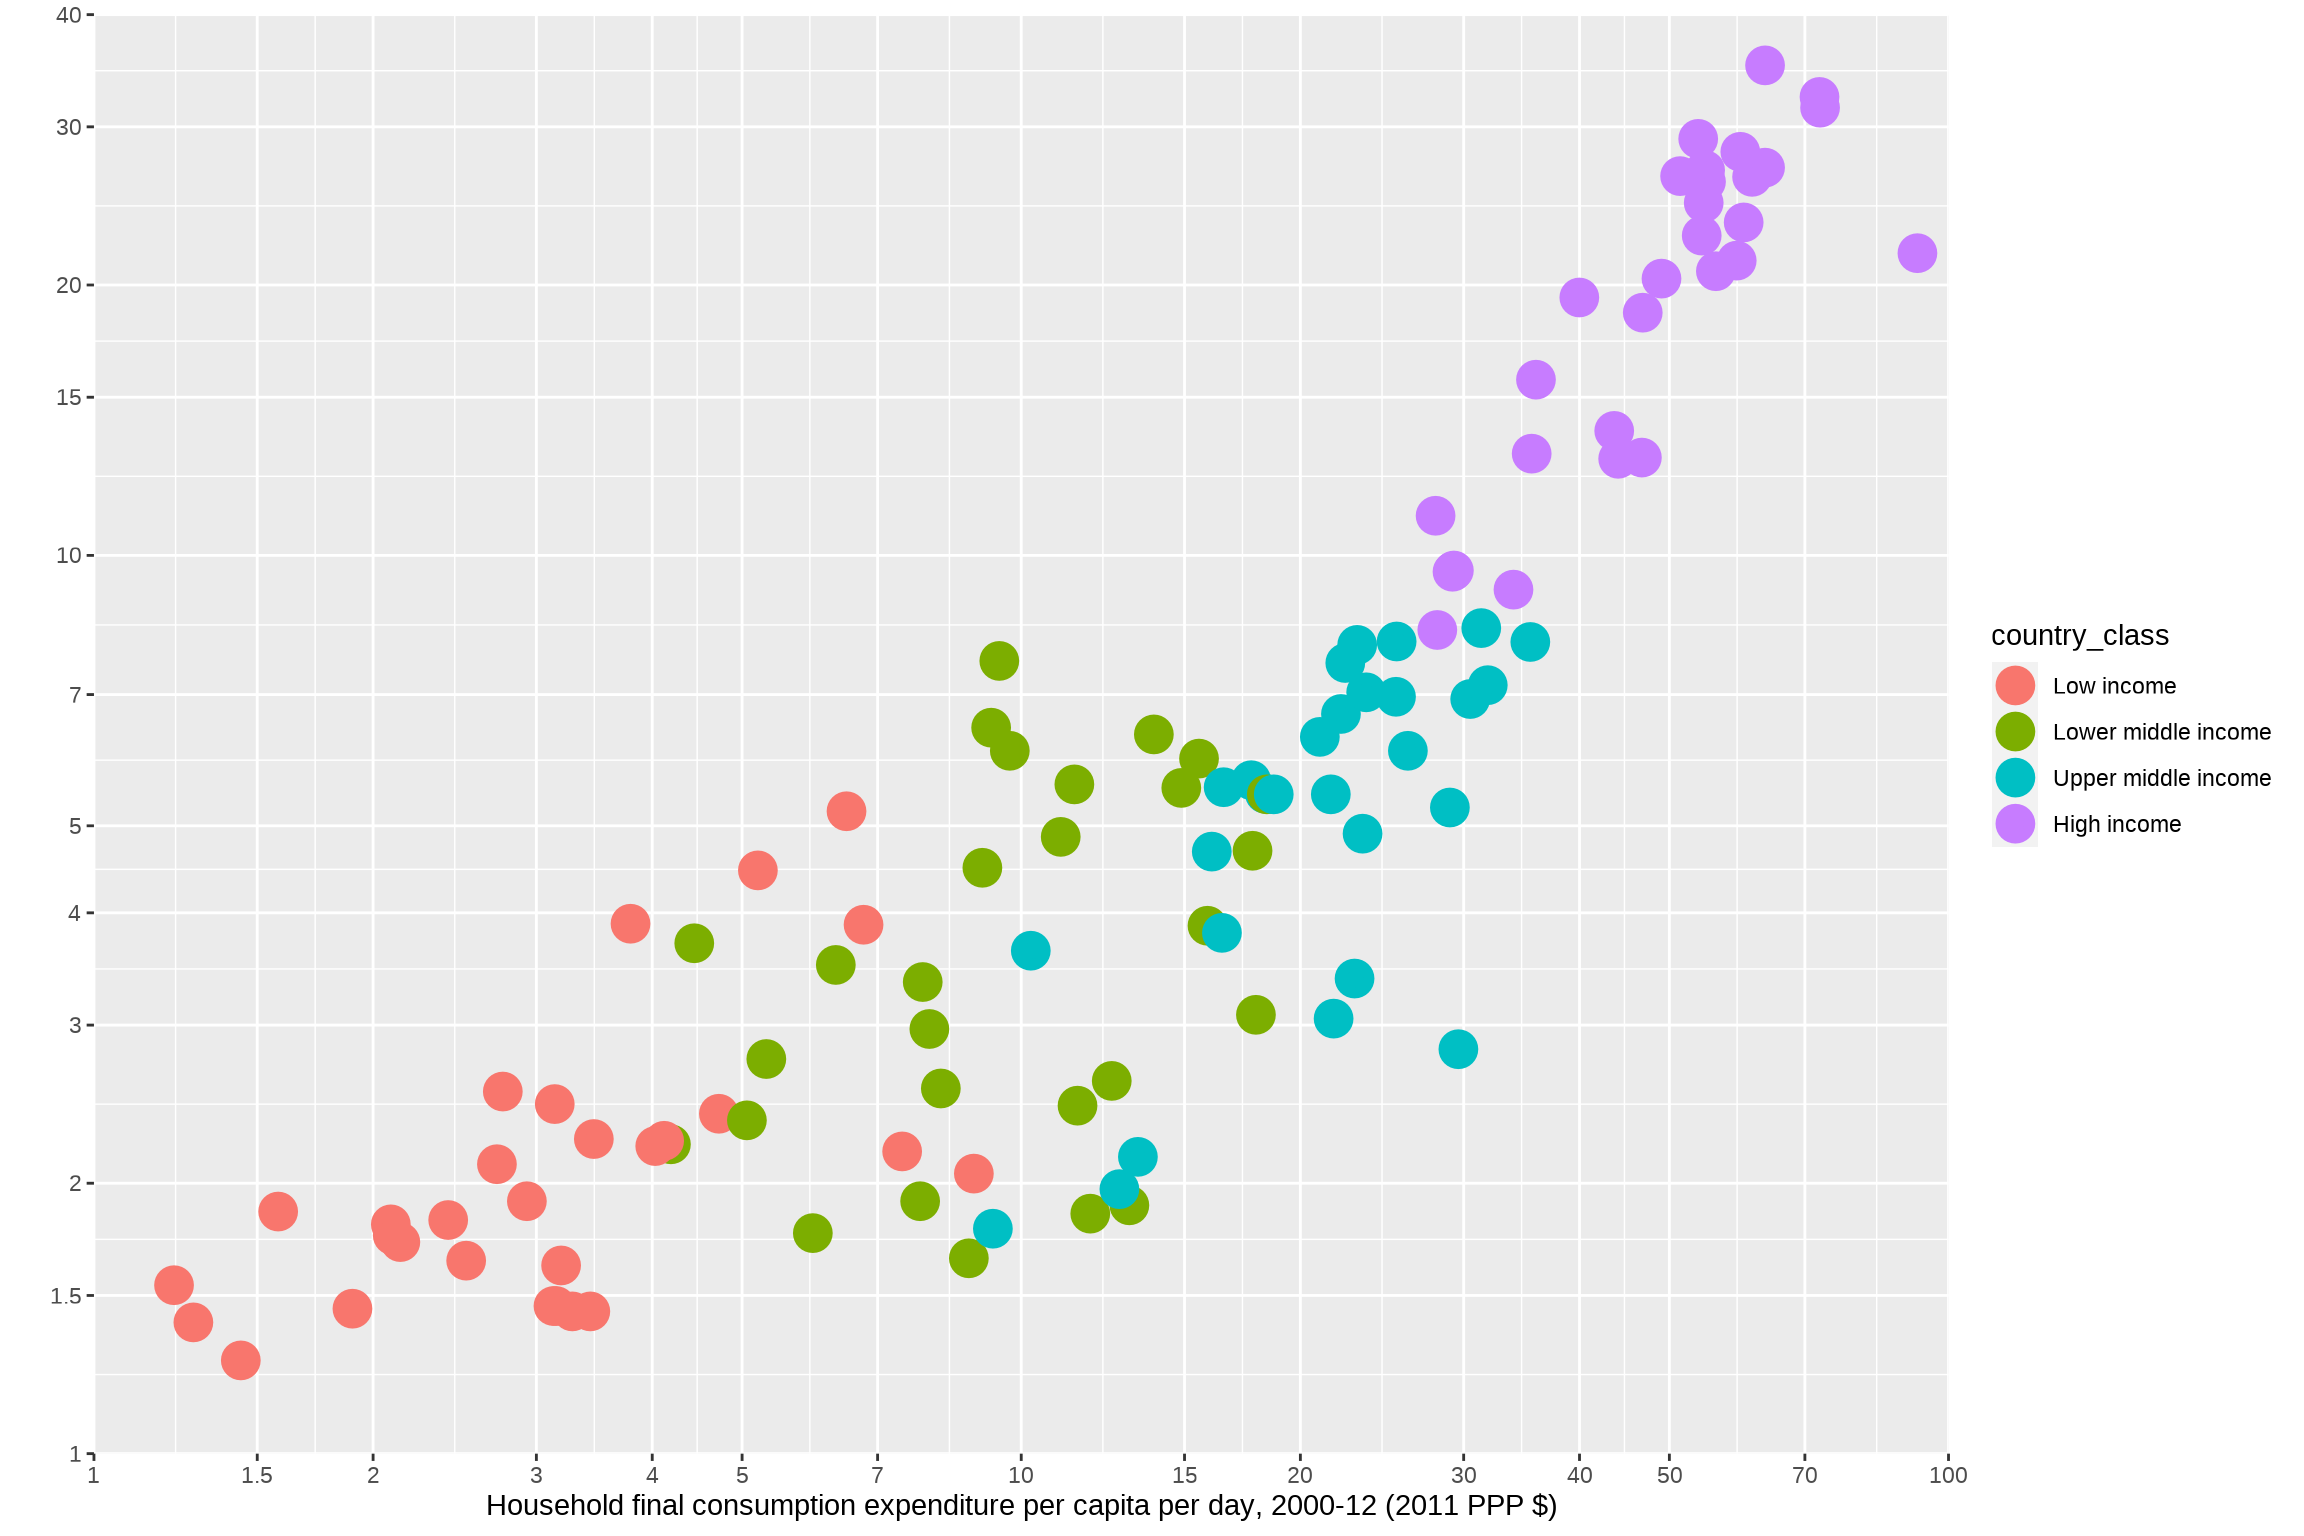 40
30
20
15
10
7
5
4
3
2
1.5
1
1 1.5 2 3 4 5 7 10 15 20 30 40 50 70 100
Household final consumption expenditure per capita per day, 2000-12 (2011 PPP $)
country_class
Low income
Lower middle income
Upper middle income
High income